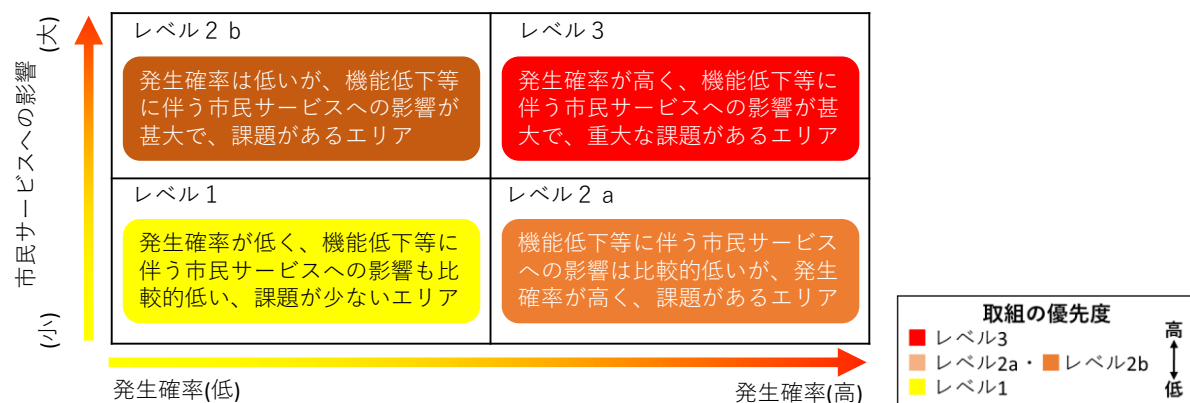 市民サービスへの影響
(大)
(小)
レベル２ｂ
発生確率は低いが、機能低下等
に伴う市民サービスへの影響が
甚大で、課題があるエリア
レベル３
発生確率が高く、機能低下等に
伴う市民サービスへの影響が甚
大で、重大な課題があるエリア
レベル１
発生確率が低く、機能低下等に
伴う市民サービスへの影響も比
較的低い、課題が少ないエリア
レベル２ａ
機能低下等に伴う市民サービス
への影響は比較的低いが、発生
確率が高く、課題があるエリア
発生確率(低)
発生確率(高)
取組の優先度
レベル3
レベル2a・レベル2b
レベル1
高
低